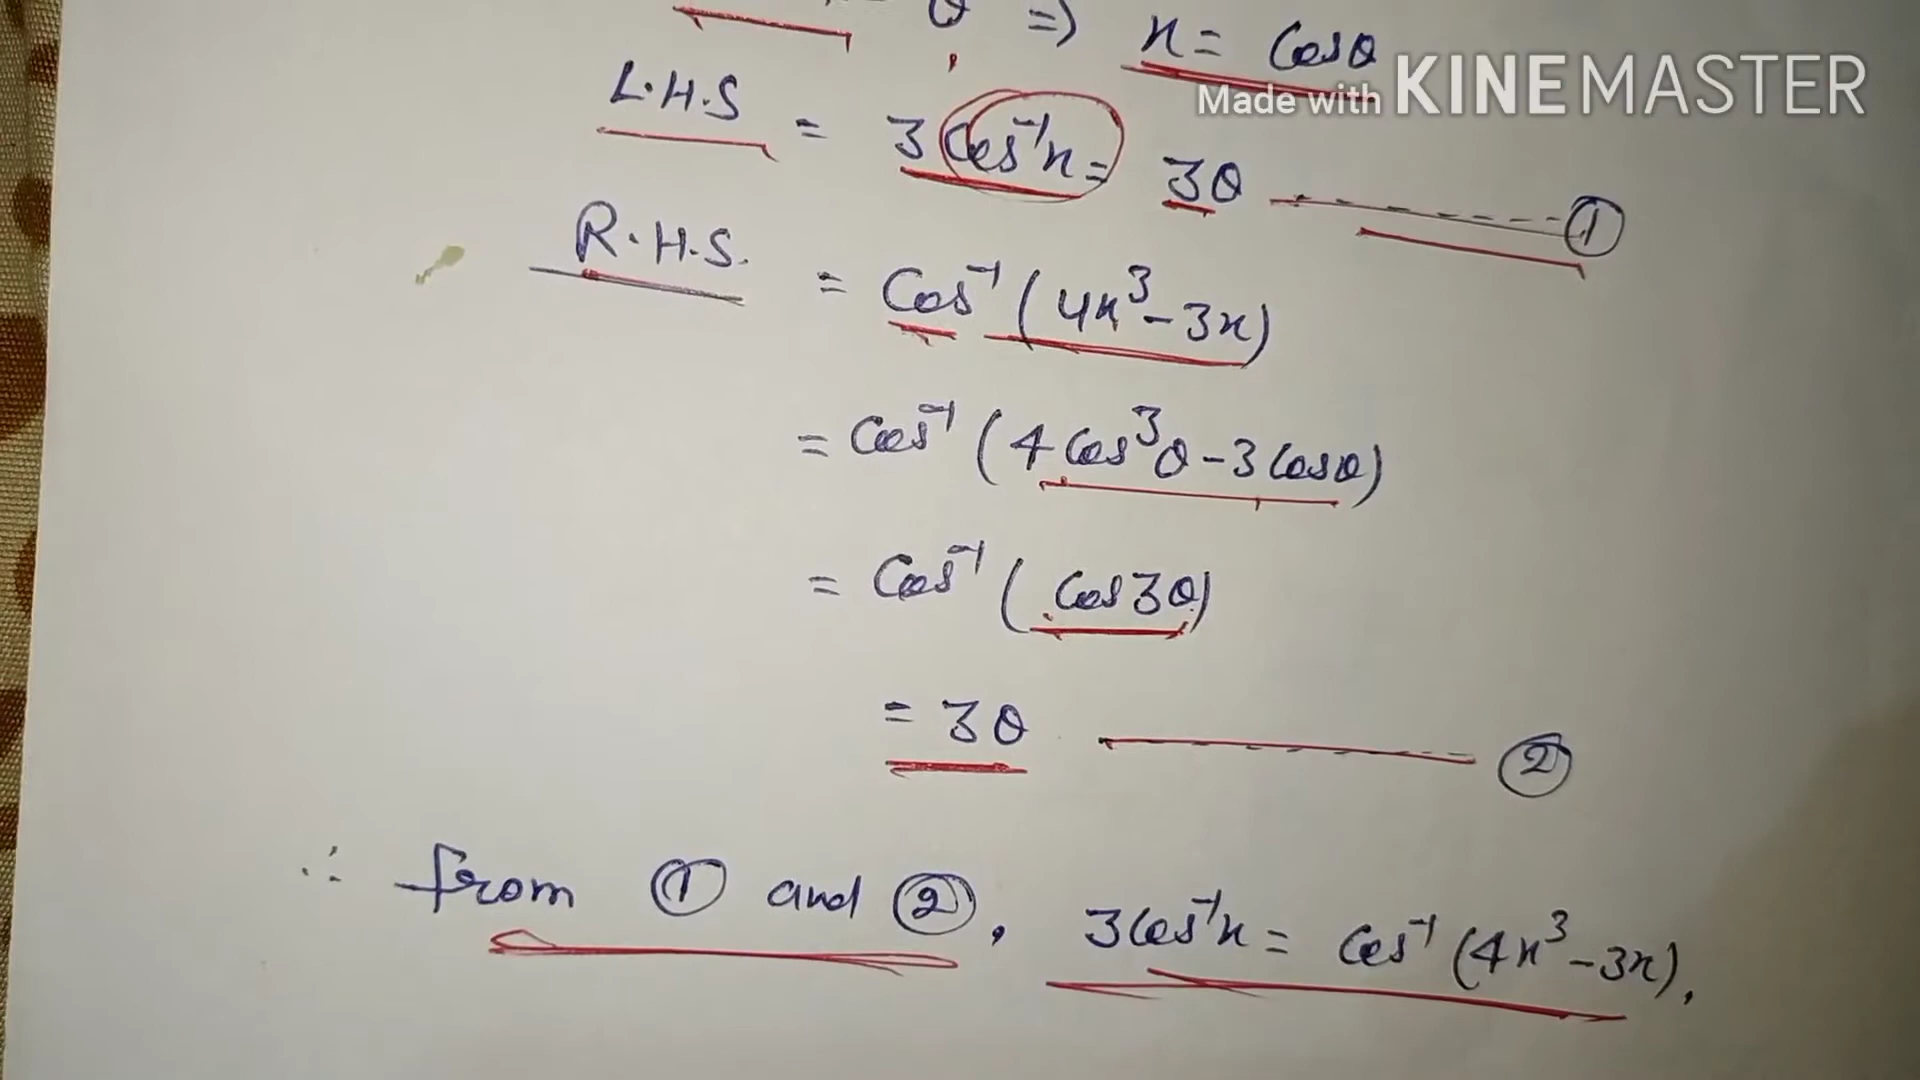 θ => x = Cosθ
Made with KINEMASTER
L.H.S = 3Cos⁻¹x = 3θ ------- ①
R.H.S. = Cos⁻¹(4x³-3x)
= Cos⁻¹(4Cos³θ-3Cosθ)
= Cos⁻¹(Cos3θ)
= 3θ ------- ②
∴ from ① and ②, 3Cos⁻¹x = Cos⁻¹(4x³-3x).